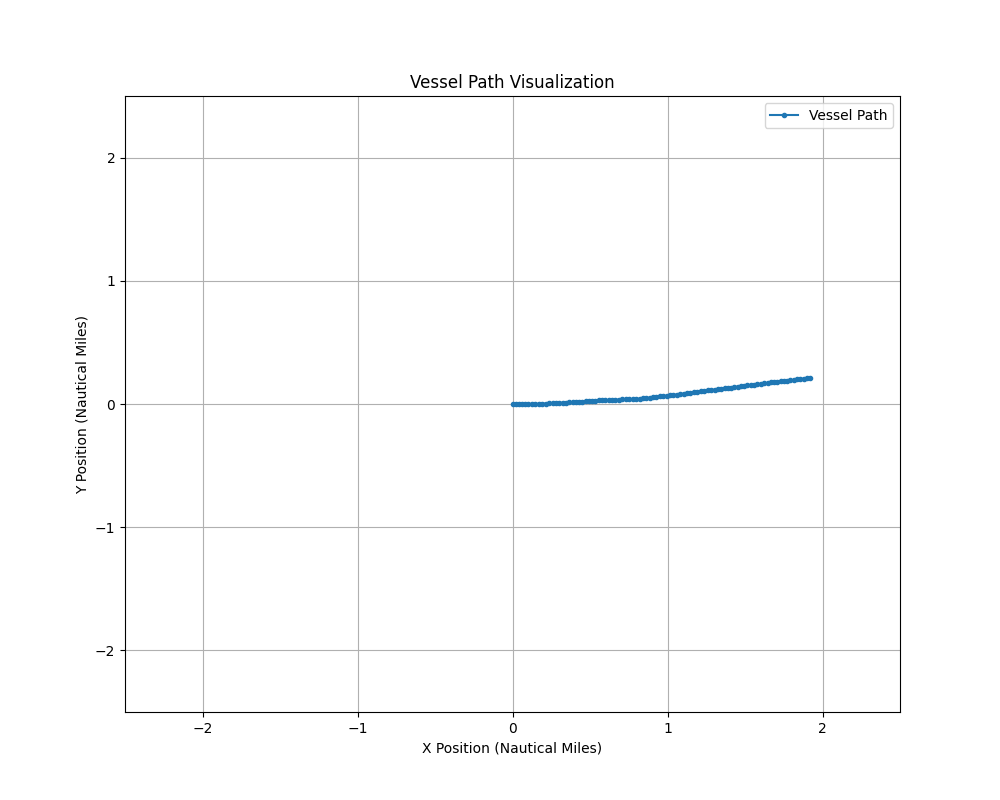 Vessel Path Visualization
Vessel Path
Y Position (Nautical Miles)
2
1
0
−1
−2
−2
−1
0
1
2
X Position (Nautical Miles)